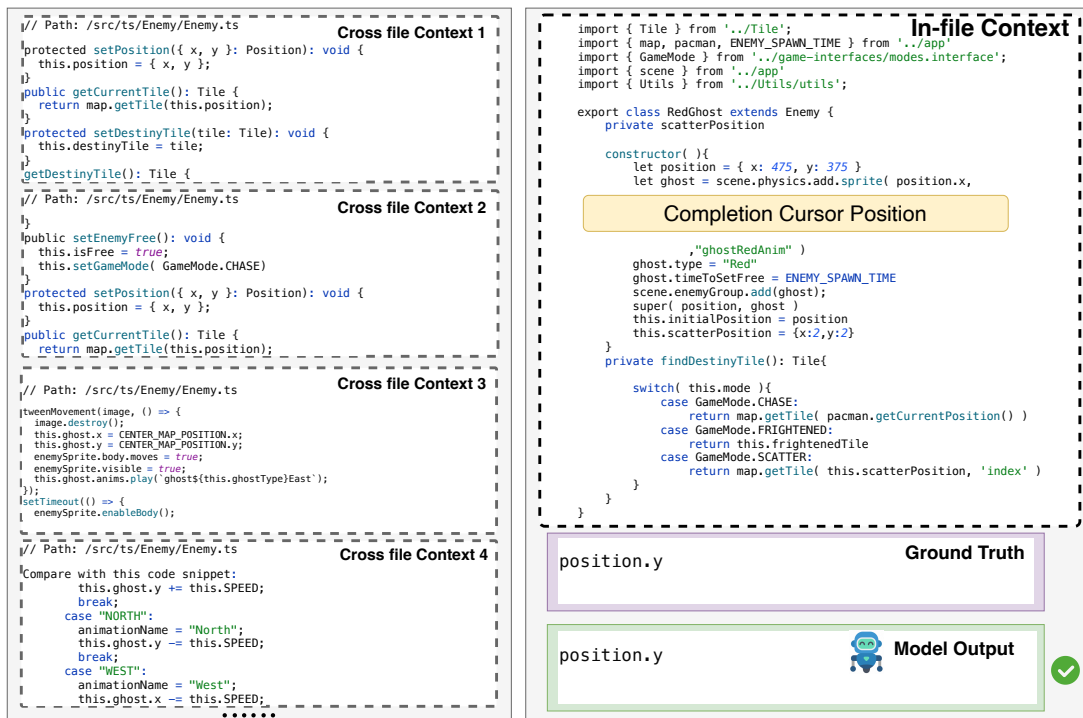 // Path: /src/ts/Enemy/Enemy.ts
Cross file Context 1
protected setPosition({ x, y }: Position): void {
  this.position = { x, y };
}
public getCurrentTile(): Tile {
  return map.getTile(this.position);
}
protected setDestinyTile(tile: Tile): void {
  this.destinyTile = tile;
}
getDestinyTile(): Tile {
// Path: /src/ts/Enemy/Enemy.ts
Cross file Context 2
}
public setEnemyFree(): void {
  this.isFree = true;
  this.setGameMode( GameMode.CHASE)
}
protected setPosition({ x, y }: Position): void {
  this.position = { x, y };
}
public getCurrentTile(): Tile {
  return map.getTile(this.position);
Cross file Context 3
// Path: /src/ts/Enemy/Enemy.ts
tweenMovement(image, () => {
  image.destroy();
  this.ghost.x = CENTER_MAP_POSITION.x;
  this.ghost.y = CENTER_MAP_POSITION.y;
  enemySprite.body.moves = true;
  enemySprite.visible = true;
  this.ghost.anims.play(`ghost${this.ghostType}East`);
});
setTimeout(() => {
  enemySprite.enableBody();
// Path: /src/ts/Enemy/Enemy.ts
Cross file Context 4
Compare with this code snippet:
        this.ghost.y += this.SPEED;
        break;
      case "NORTH":
        animationName = "North";
        this.ghost.y -= this.SPEED;
        break;
      case "WEST":
        animationName = "West";
        this.ghost.x -= this.SPEED;
......
In-file Context
import { Tile } from '../Tile';
import { map, pacman, ENEMY_SPAWN_TIME } from '../app'
import { GameMode } from '../game-interfaces/modes.interface';
import { scene } from '../app'
import { Utils } from '../Utils/utils';
export class RedGhost extends Enemy {
    private scatterPosition
    constructor( ){
        let position = { x: 475, y: 375 }
        let ghost = scene.physics.add.sprite( position.x,
Completion Cursor Position
                ,"ghostRedAnim" )
        ghost.type = "Red"
        ghost.timeToSetFree = ENEMY_SPAWN_TIME
        scene.enemyGroup.add(ghost);
        super( position, ghost )
        this.initialPosition = position
        this.scatterPosition = {x:2,y:2}
    }
    private findDestinyTile(): Tile{
        switch( this.mode ){
            case GameMode.CHASE:
                return map.getTile( pacman.getCurrentPosition() )
            case GameMode.FRIGHTENED:
                return this.frightenedTile
            case GameMode.SCATTER:
                return map.getTile( this.scatterPosition, 'index' )
        }
    }
}
Ground Truth
position.y
Model Output
position.y